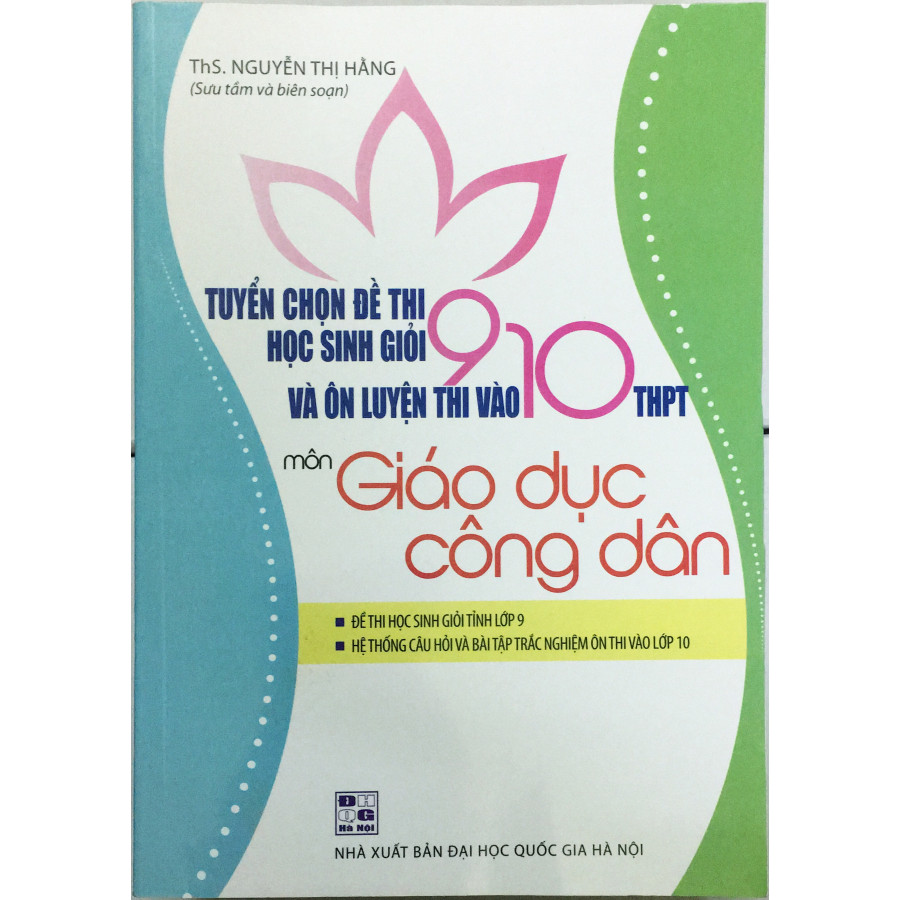 ThS. NGUYỄN THỊ HẰNG
(Sưu tầm và biên soạn)
TUYỂN CHỌN ĐỀ THI
HỌC SINH GIỎI 9
VÀ ÔN LUYỆN THI VÀO 10 THPT
môn Giáo dục
công dân
ĐỀ THI HỌC SINH GIỎI TỈNH LỚP 9
HỆ THỐNG CÂU HỎI VÀ BÀI TẬP TRẮC NGHIỆM ÔN THI VÀO LỚP 10
ĐH
QG
Hà Nội
NHÀ XUẤT BẢN ĐẠI HỌC QUỐC GIA HÀ NỘI